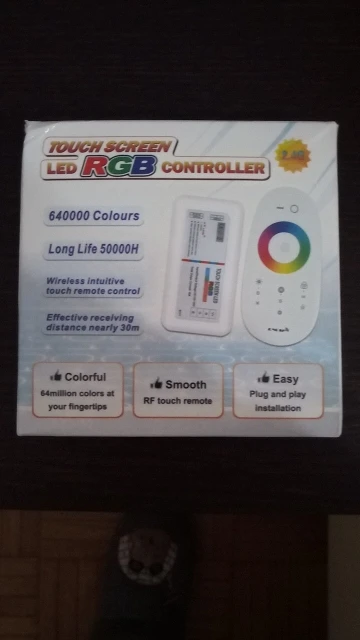 TOUCH SCREEN
LED RGB CONTROLLER
2.4G
640000 Colours
Long Life 50000H
Wireless intuitive
touch remote control
Effective receiving
distance nearly 30m
Colorful
64million colors at
your fingertips
Smooth
RF touch remote
Easy
Plug and play
installation